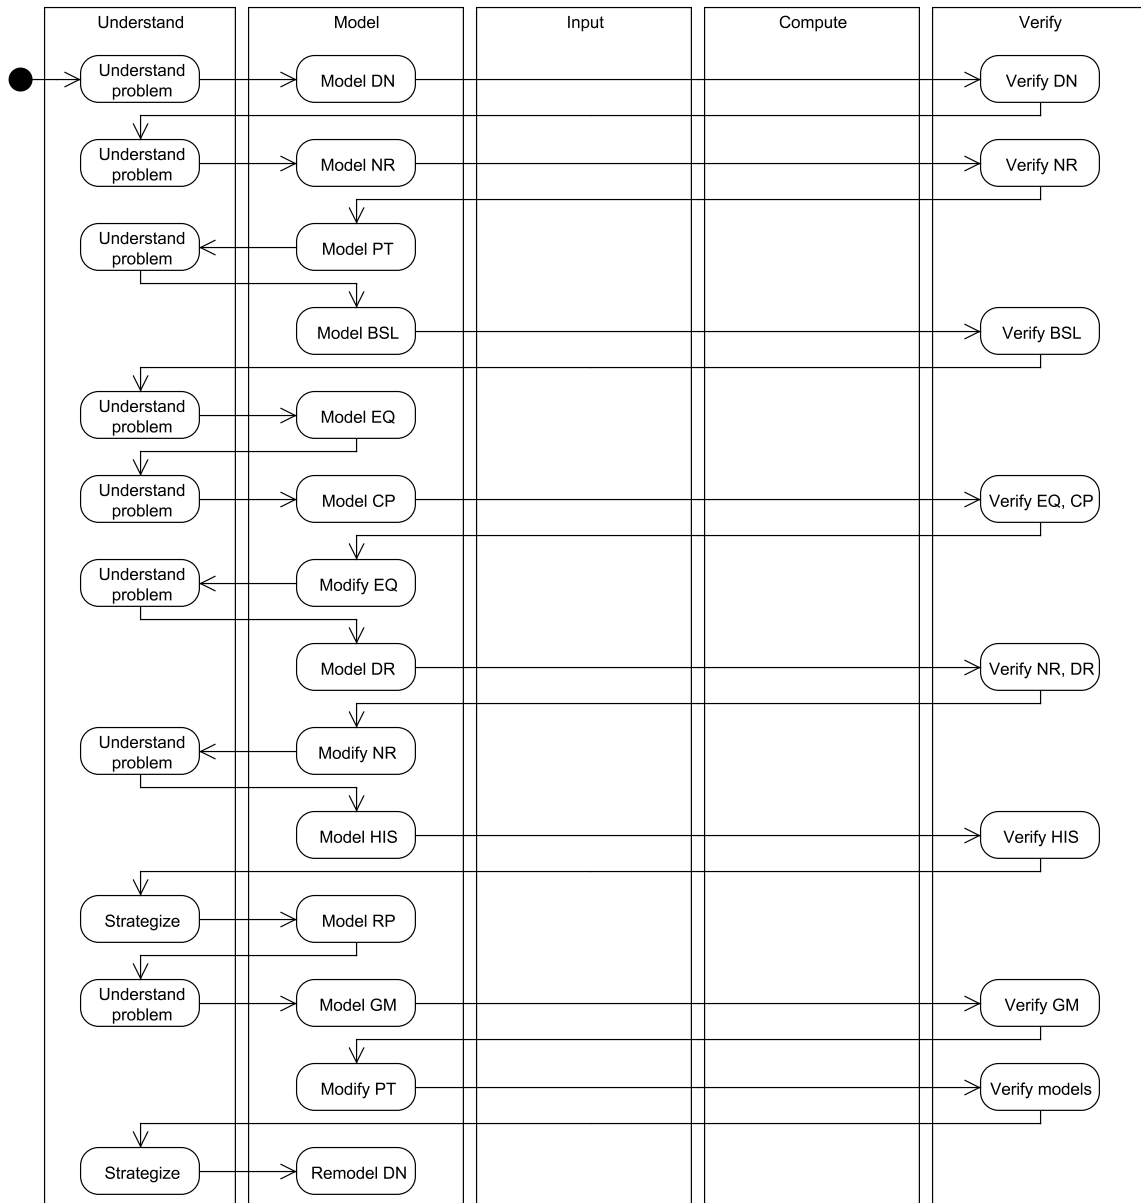 Understand
Model
Input
Compute
Verify
Understand
problem
Model DN
Verify DN
Understand
problem
Model NR
Verify NR
Understand
problem
Model PT
Model BSL
Verify BSL
Understand
problem
Model EQ
Understand
problem
Model CP
Verify EQ, CP
Understand
problem
Modify EQ
Model DR
Verify NR, DR
Understand
problem
Modify NR
Model HIS
Verify HIS
Strategize
Model RP
Understand
problem
Model GM
Verify GM
Modify PT
Verify models
Strategize
Remodel DN